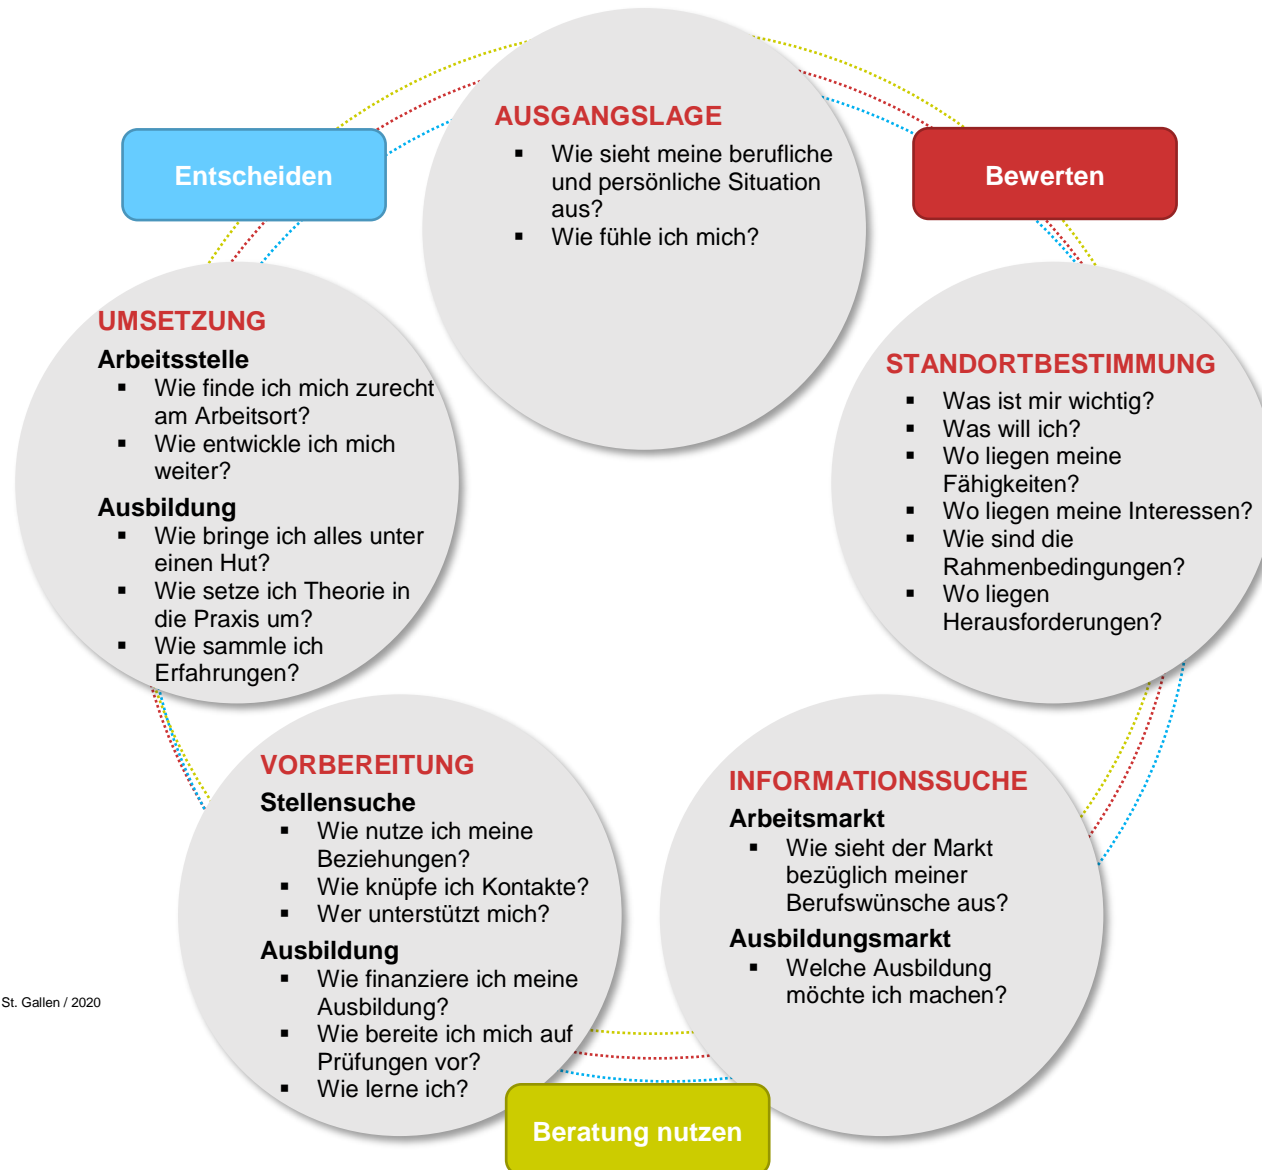 AUSGANGSLAGE
▪ Wie sieht meine berufliche
und persönliche Situation
aus?
▪ Wie fühle ich mich?
Entscheiden
Bewerten
UMSETZUNG
Arbeitsstelle
▪ Wie finde ich mich zurecht
am Arbeitsort?
▪ Wie entwickle ich mich
weiter?
Ausbildung
▪ Wie bringe ich alles unter
einen Hut?
▪ Wie setze ich Theorie in
die Praxis um?
▪ Wie sammle ich
Erfahrungen?
STANDORTBESTIMMUNG
▪ Was ist mir wichtig?
▪ Was will ich?
▪ Wo liegen meine
Fähigkeiten?
▪ Wo liegen meine Interessen?
▪ Wie sind die
Rahmenbedingungen?
▪ Wo liegen
Herausforderungen?
VORBEREITUNG
Stellensuche
▪ Wie nutze ich meine
Beziehungen?
▪ Wie knüpfe ich Kontakte?
▪ Wer unterstützt mich?
Ausbildung
▪ Wie finanziere ich meine
Ausbildung?
▪ Wie bereite ich mich auf
Prüfungen vor?
▪ Wie lerne ich?
INFORMATIONSSUCHE
Arbeitsmarkt
▪ Wie sieht der Markt
bezüglich meiner
Berufswünsche aus?
Ausbildungsmarkt
▪ Welche Ausbildung
möchte ich machen?
St. Gallen / 2020
Beratung nutzen